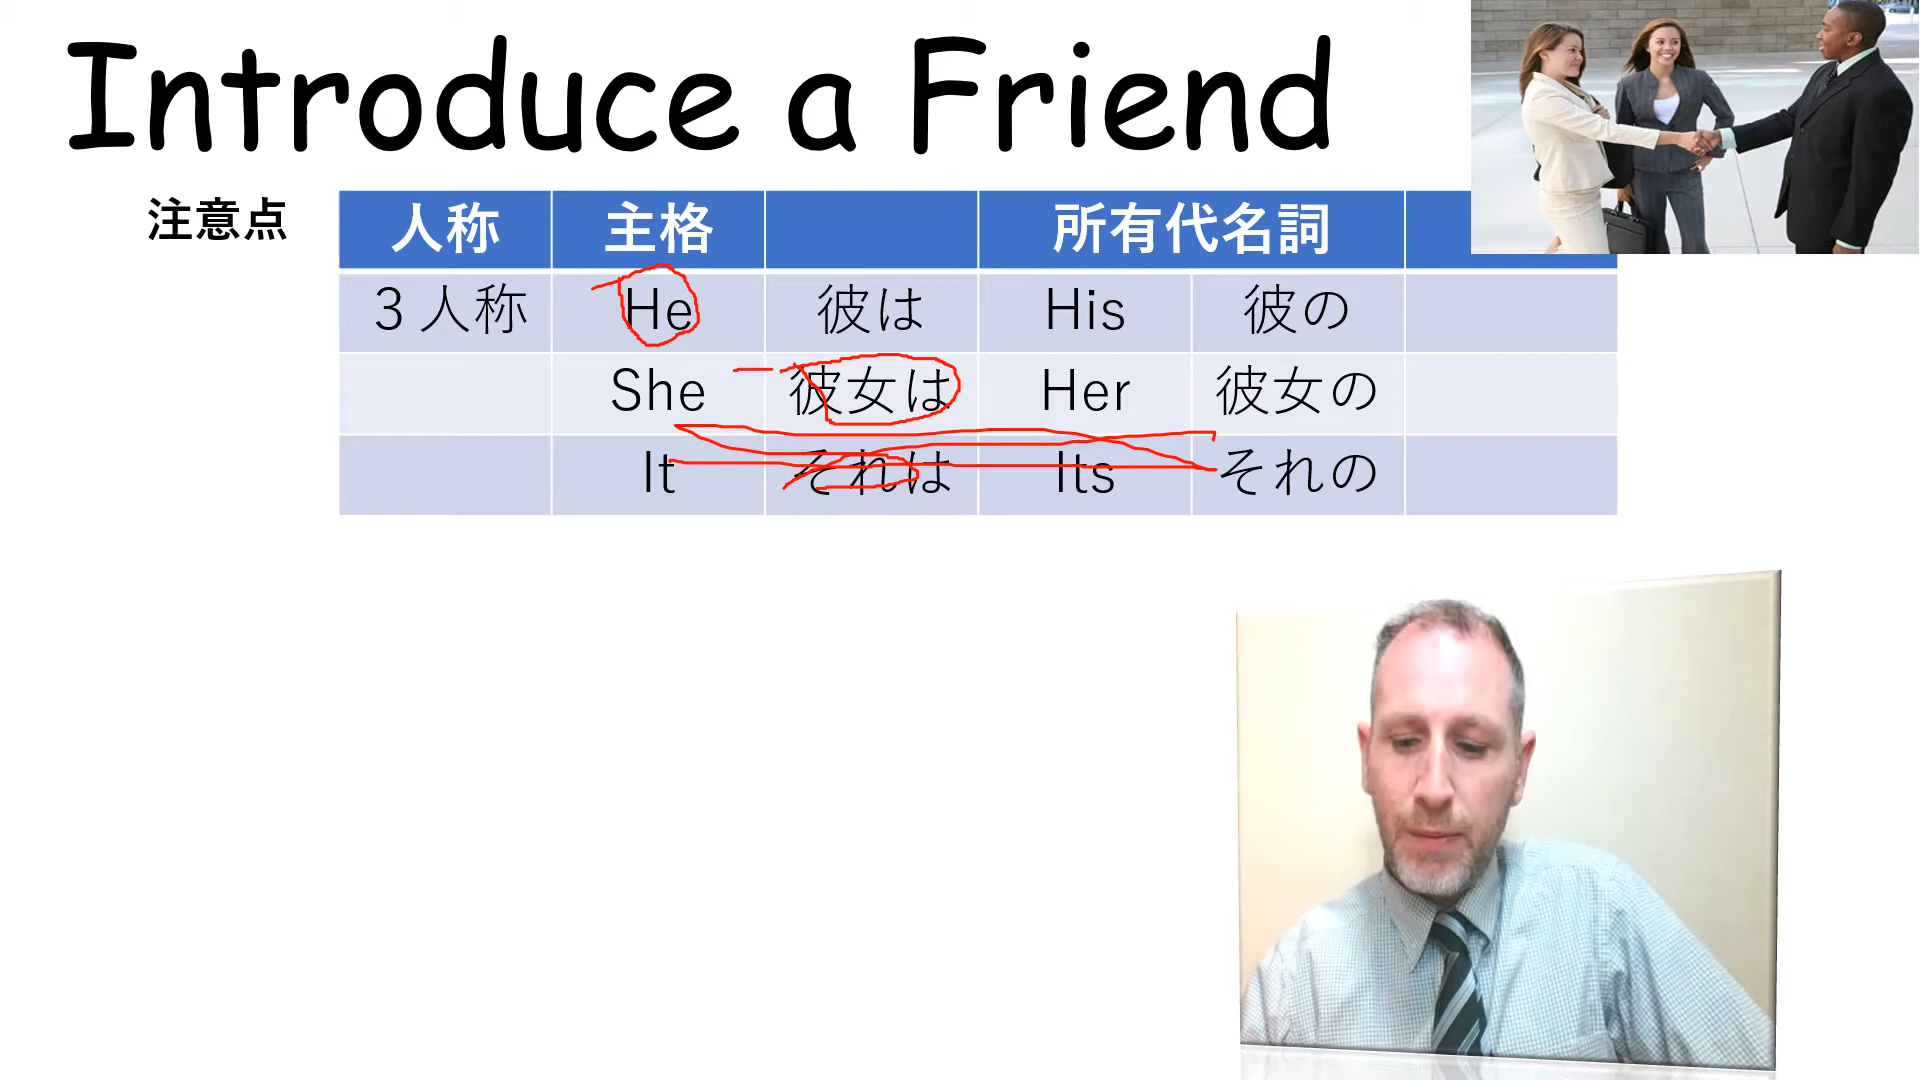 Introduce a Friend
注意点
人称 主格 所有代名詞
３人称 He 彼は His 彼の
She 彼女は Her 彼女の
It それは Its それの